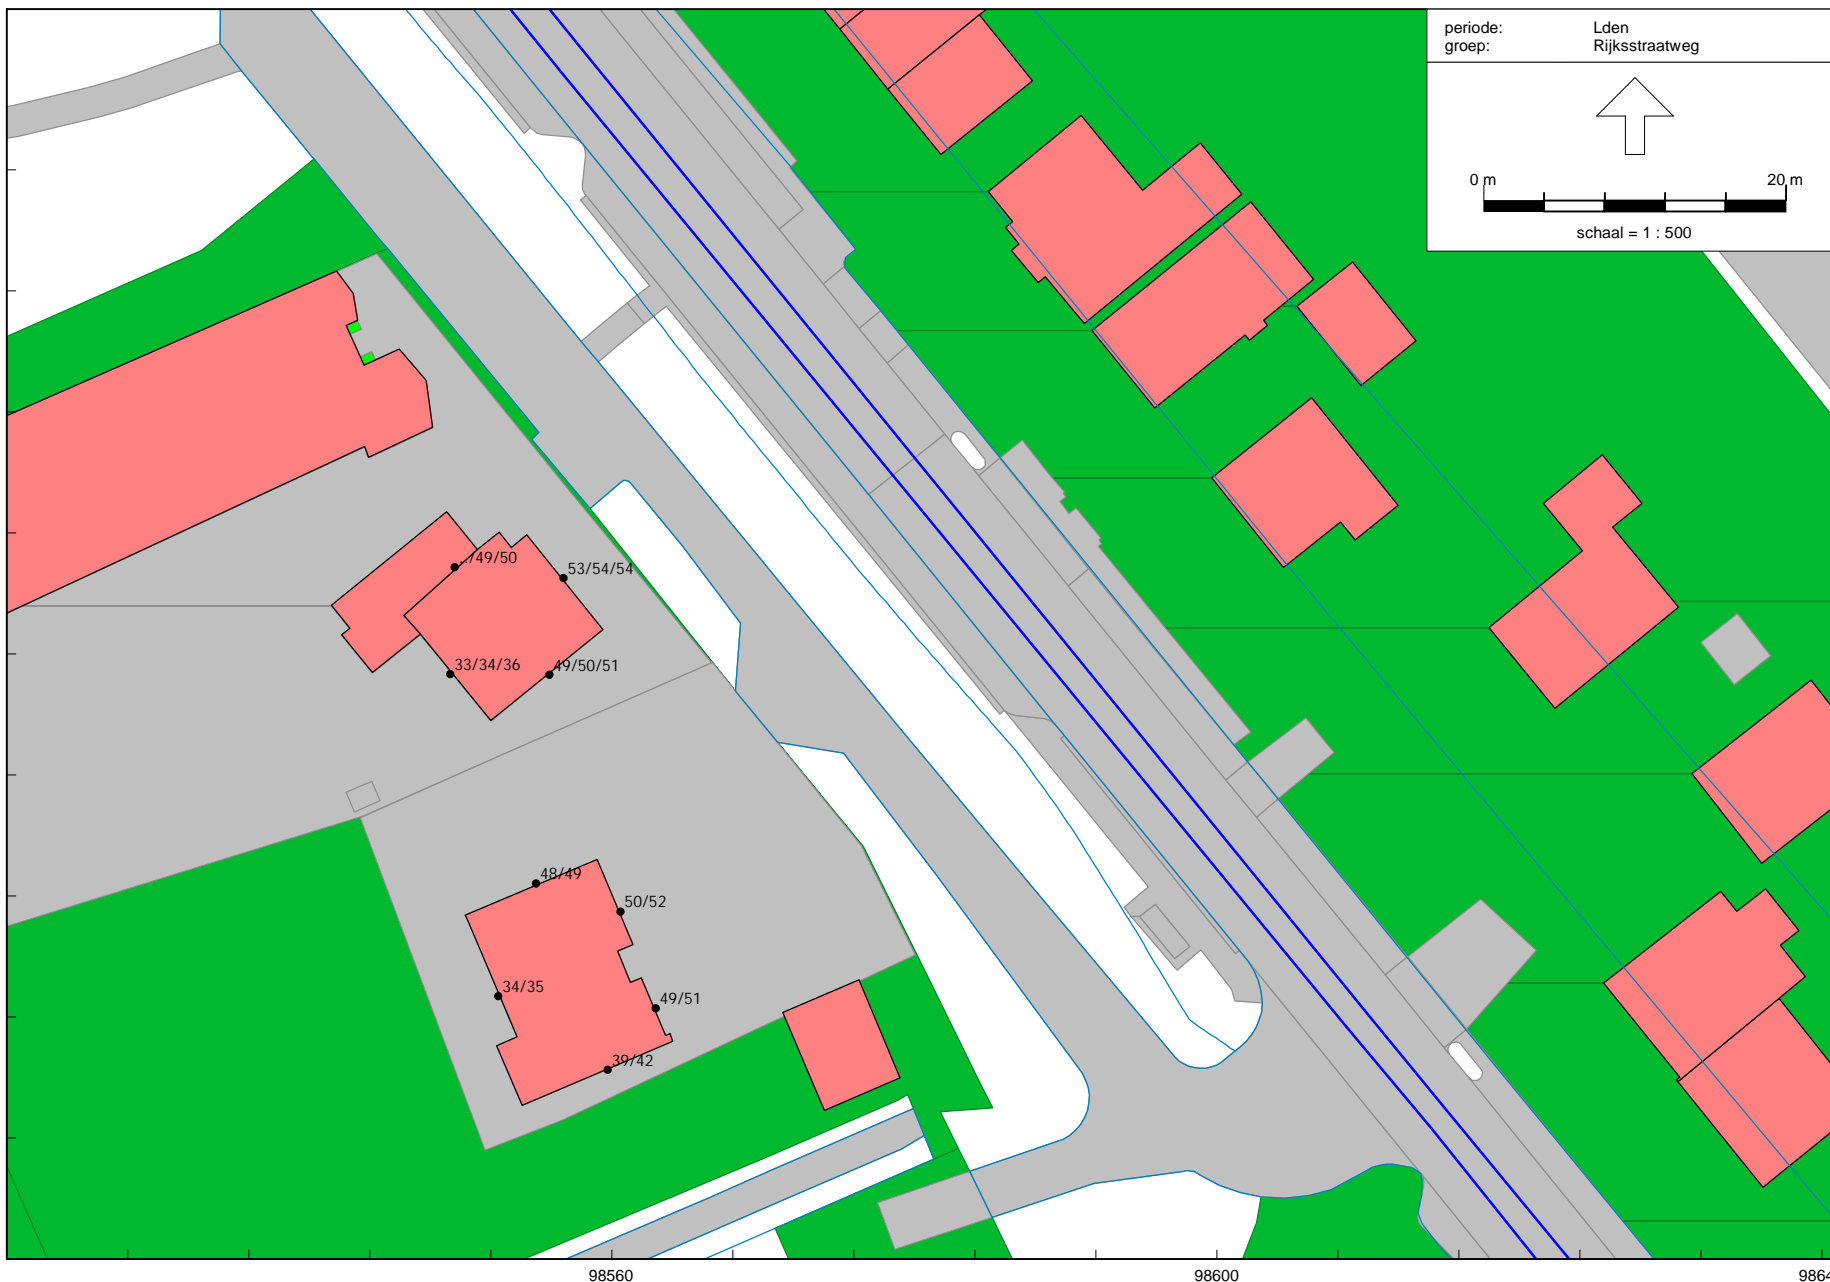 periode: Lden
groep: Rijksstraatweg
0 m 20 m
schaal = 1 : 500
../49/50
53/54/54
33/34/36
49/50/51
48/49
50/52
34/35
49/51
39/42
98560
98600